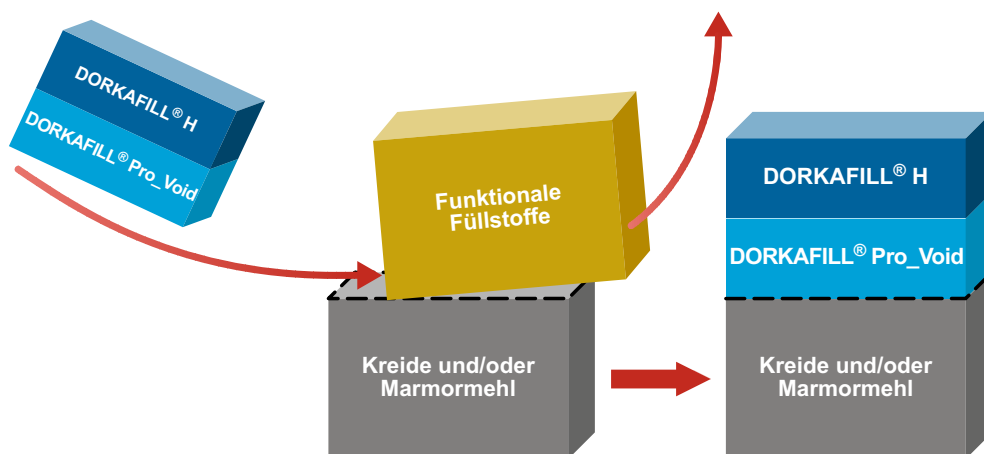 DORKAFILL® H
DORKAFILL® Pro_Void
Funktionale
Füllstoffe
Kreide und/oder
Marmormehl
DORKAFILL® H
DORKAFILL® Pro_Void
Kreide und/oder
Marmormehl